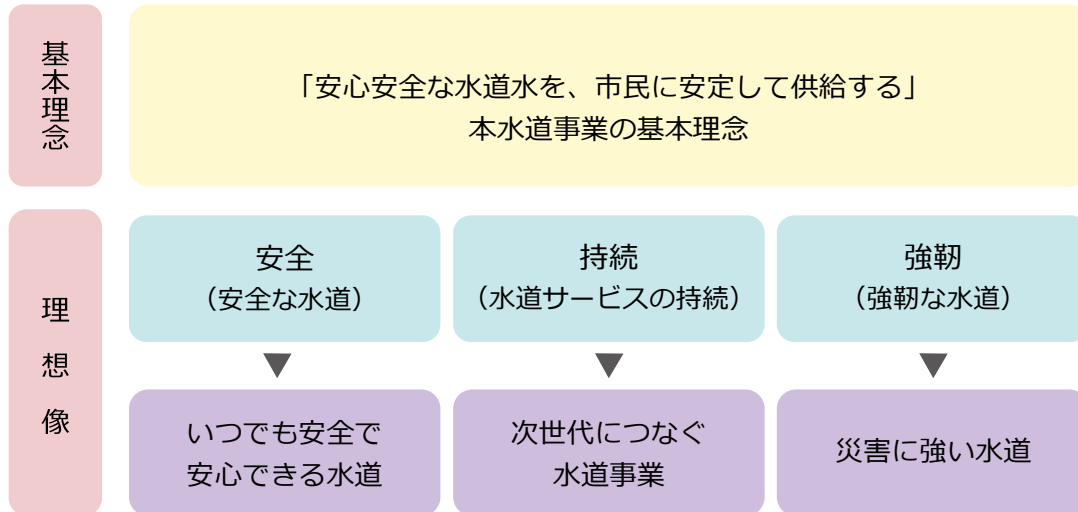 基本理念
「安心安全な水道水を、市民に安定して供給する」
本水道事業の基本理念
理想像
安全
（安全な水道）
持続
（水道サービスの持続）
強靭
（強靭な水道）
いつでも安全で
安心できる水道
次世代につなぐ
水道事業
災害に強い水道